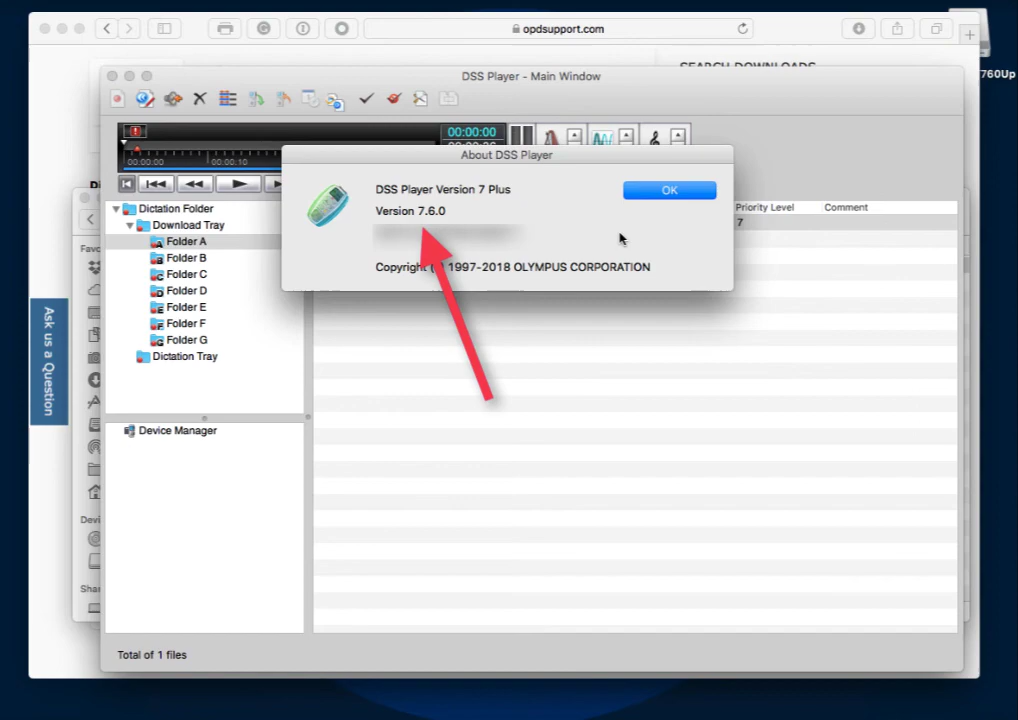 opdsupport.com
DSS Player - Main Window
760Up
00:00:00
00:00:00
00:00:10
About DSS Player
DSS Player Version 7 Plus
OK
Version 7.6.0
Copyright 1997-2018 OLYMPUS CORPORATION
Priority Level
Comment
7
Dictation Folder
Download Tray
Folder A
Folder B
Folder C
Folder D
Folder E
Folder F
Folder G
Dictation Tray
Device Manager
Favo
Devi
Shar
Ask us a Question
Total of 1 files